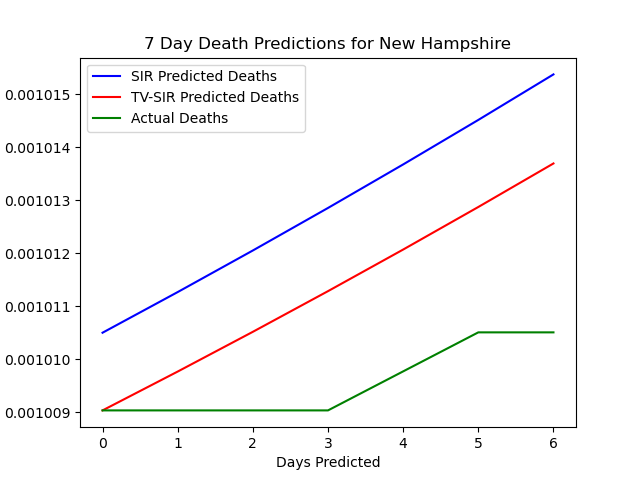 7 Day Death Predictions for New Hampshire
SIR Predicted Deaths
TV-SIR Predicted Deaths
Actual Deaths
0.001015
0.001014
0.001013
0.001012
0.001011
0.001010
0.001009
0 1 2 3 4 5 6
Days Predicted